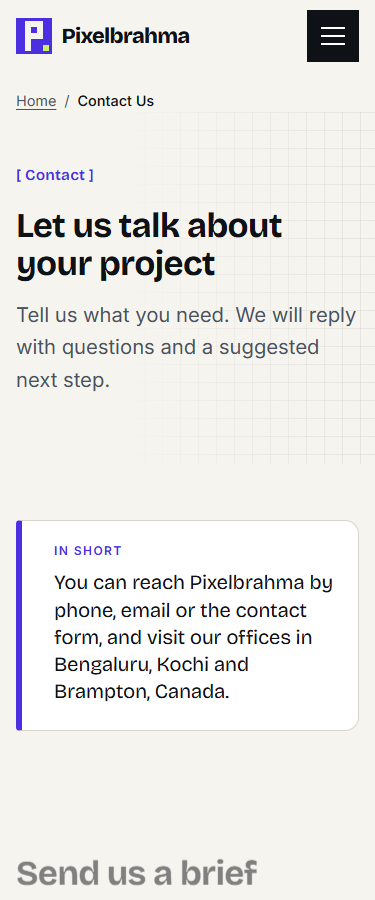 Pixelbrahma
Home / Contact Us
[ Contact ]
Let us talk about
your project
Tell us what you need. We will reply
with questions and a suggested
next step.
IN SHORT
You can reach Pixelbrahma by
phone, email or the contact
form, and visit our offices in
Bengaluru, Kochi and
Brampton, Canada.
Send us a brief